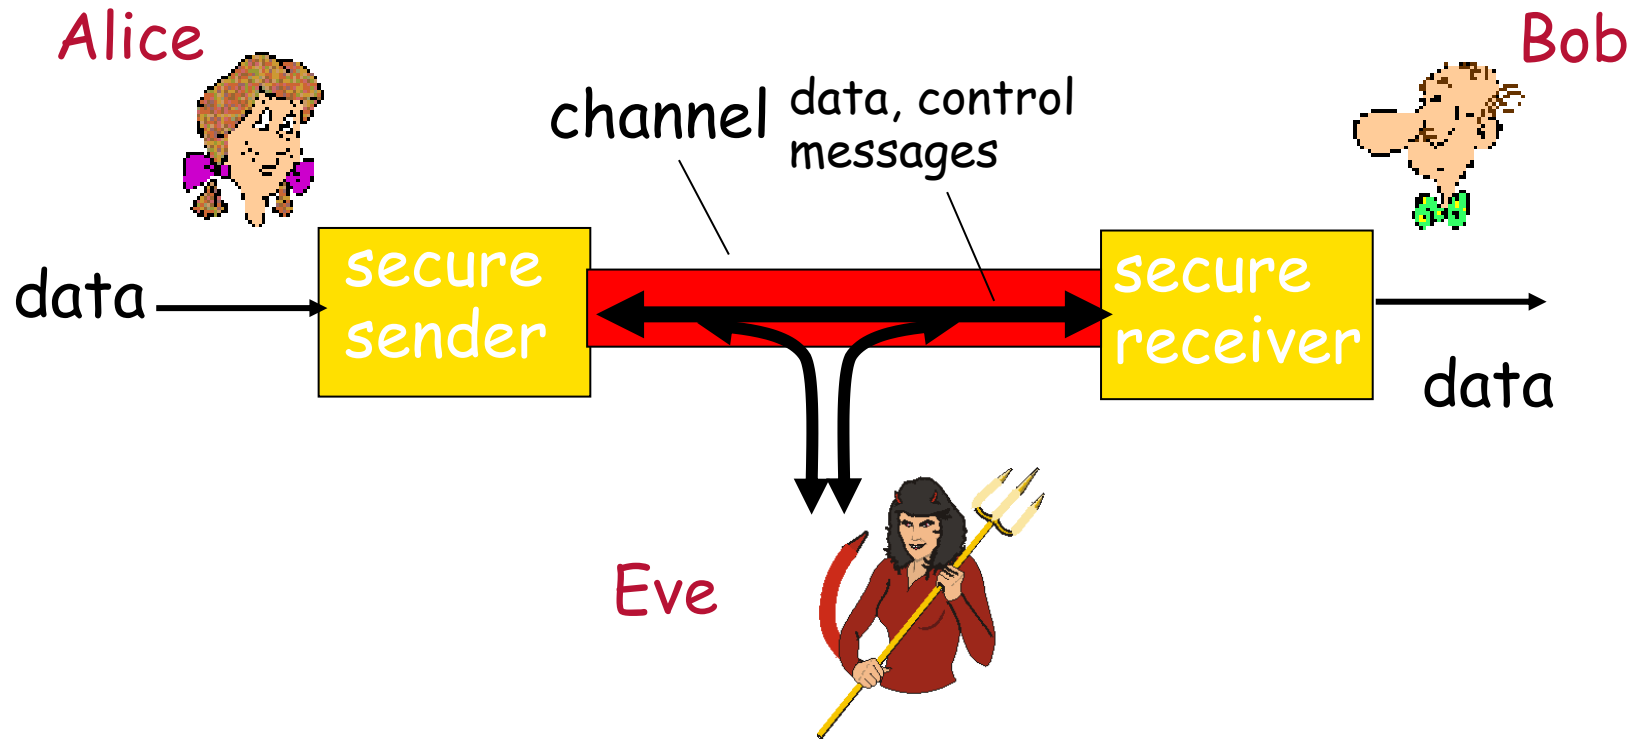 Alice
Bob
channel
data, control
messages
data
secure
sender
secure
receiver
data
Eve